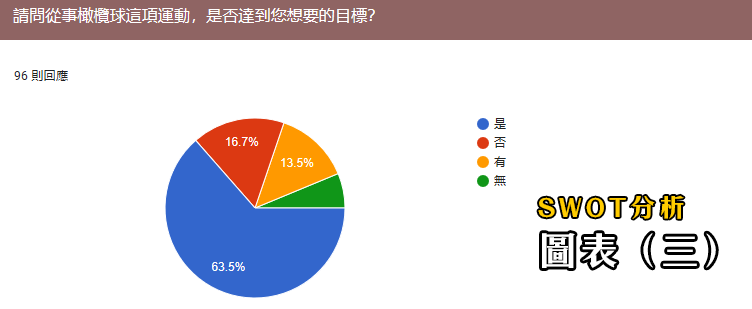 請問從事橄欖球這項運動，是否達到您想要的目標?
96 則回應
16.7%
13.5%
63.5%
是
否
有
無
SWOT分析
圖表（三）